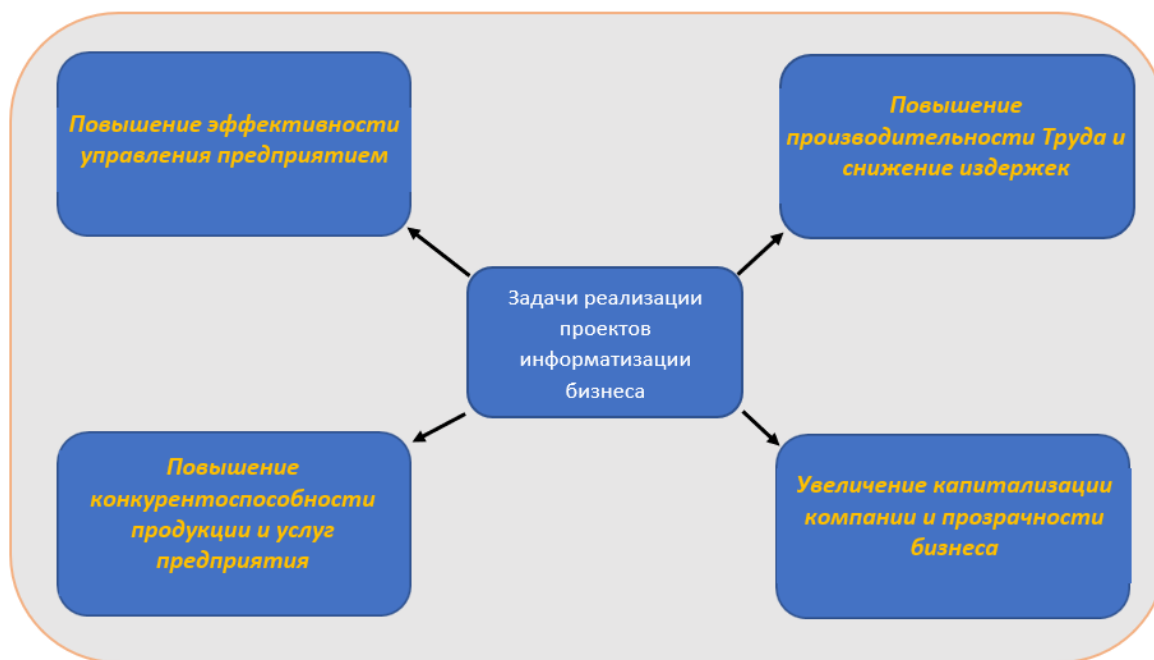 Повышение эффективности
управления предприятием
Повышение
производительности Труда и
снижение издержек
Задачи реализации
проектов
информатизации
бизнеса
Повышение
конкурентоспособности
продукции и услуг
предприятия
Увеличение капитализации
компании и прозрачности
бизнеса